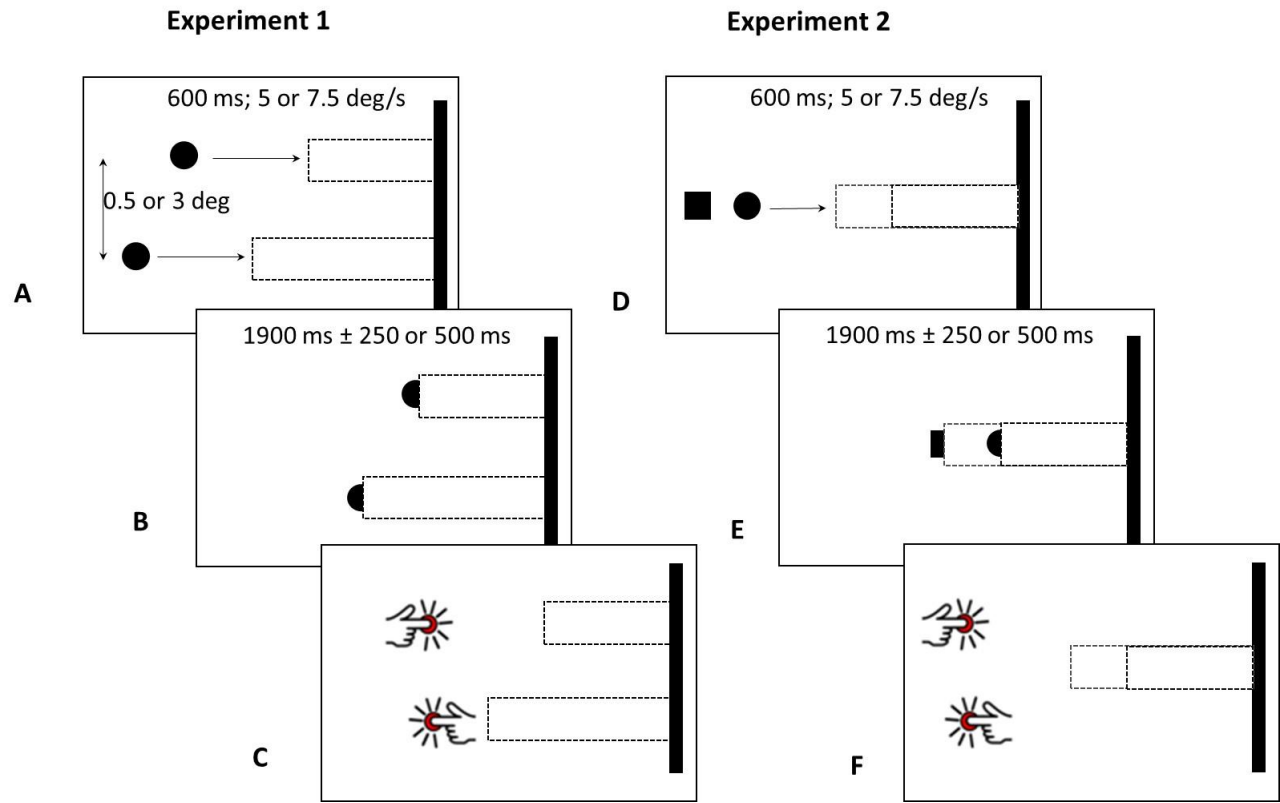 Experiment 1
600 ms; 5 or 7.5 deg/s
0.5 or 3 deg
A
1900 ms ± 250 or 500 ms
B
C
Experiment 2
600 ms; 5 or 7.5 deg/s
D
1900 ms ± 250 or 500 ms
E
F